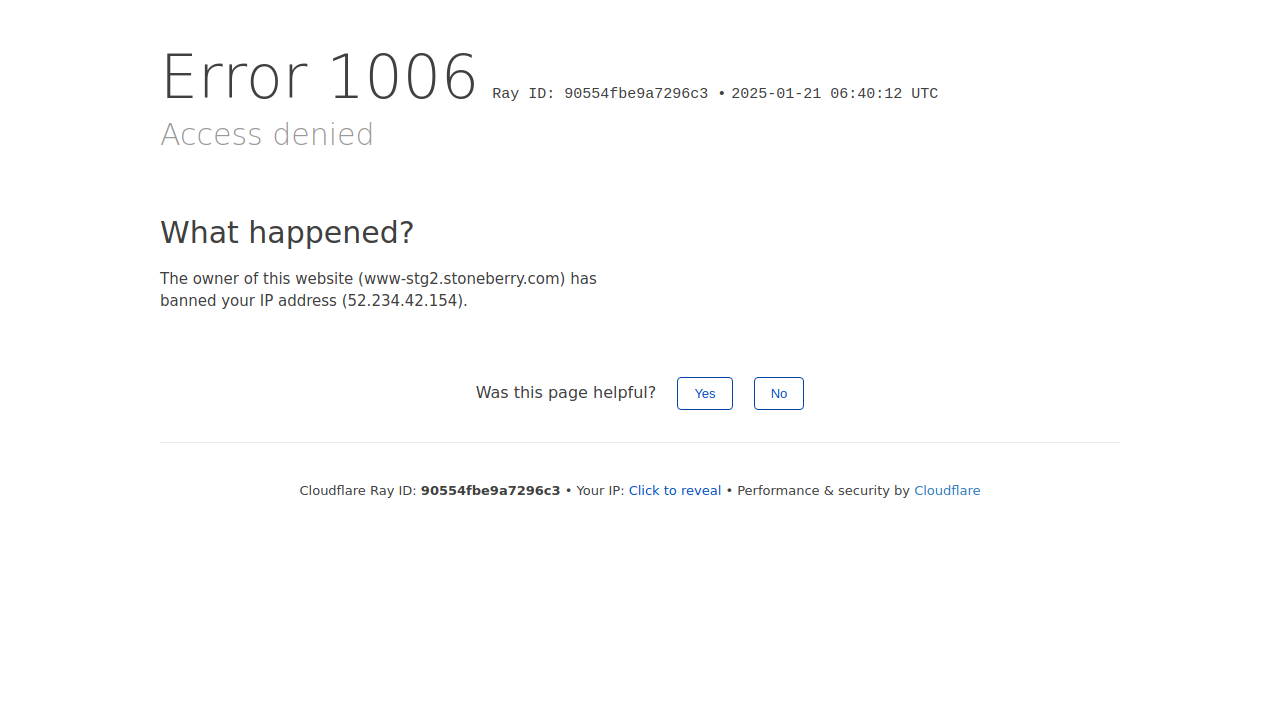 Error 1006 Ray ID: 90554fbe9a7296c3 • 2025-01-21 06:40:12 UTC
Access denied
What happened?
The owner of this website (www-stg2.stoneberry.com) has
banned your IP address (52.234.42.154).
Was this page helpful? Yes No
Cloudflare Ray ID: 90554fbe9a7296c3 • Your IP: Click to reveal • Performance & security by Cloudflare